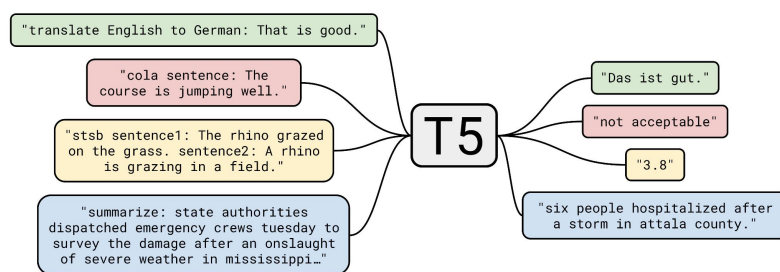 "translate English to German: That is good."
"cola sentence: The
course is jumping well."
"stsb sentence1: The rhino grazed
on the grass. sentence2: A rhino
is grazing in a field."
"summarize: state authorities
dispatched emergency crews tuesday to
survey the damage after an onslaught
of severe weather in mississippi…"
T5
"Das ist gut."
"not acceptable"
"3.8"
"six people hospitalized after
a storm in attala county."